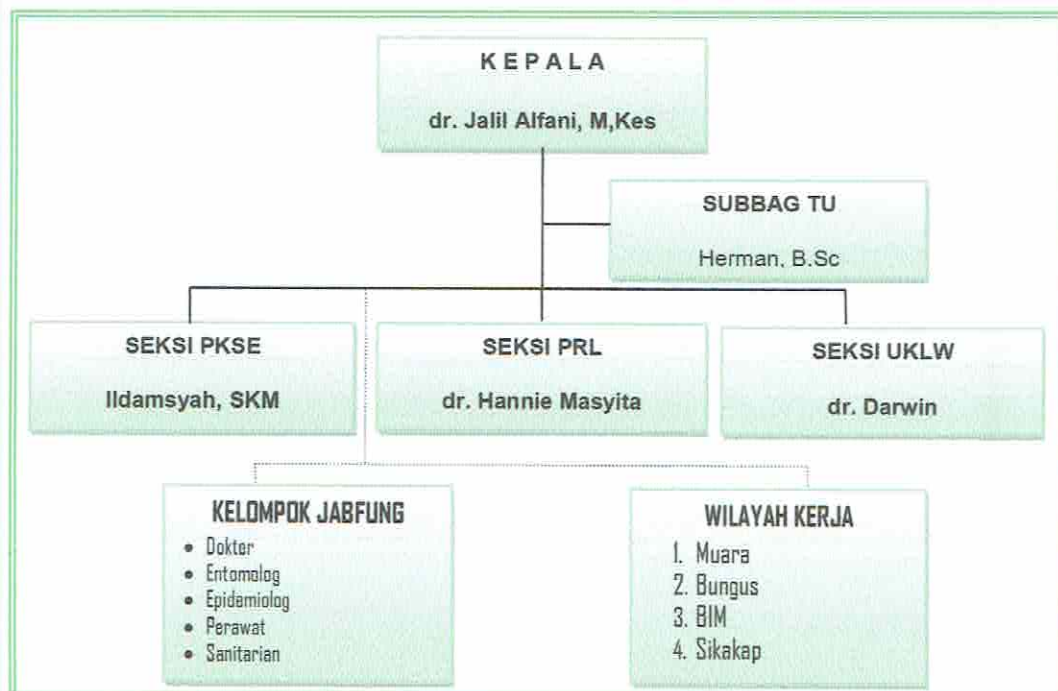 K E P A L A
dr. Jalil Alfani, M,Kes
SUBBAG TU
Herman, B.Sc
SEKSI PKSE
Ildamsyah, SKM
SEKSI PRL
dr. Hannie Masyita
SEKSI UKLW
dr. Darwin
KELOMPOK JABFUNG
• Dokter
• Entomolog
• Epidemiolog
• Perawat
• Sanitarian
WILAYAH KERJA
1. Muara
2. Bungus
3. BIM
4. Sikakap